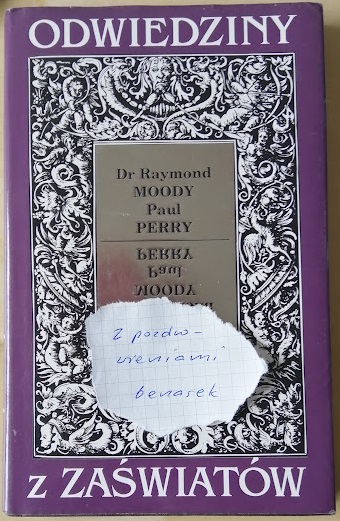 ODWIEDZINY
Dr Raymond
MOODY
Paul
PERRY
PERRY
Paul
MOODY
Z pozdro-
wieniami
benasek
z ZAŚWIATÓW